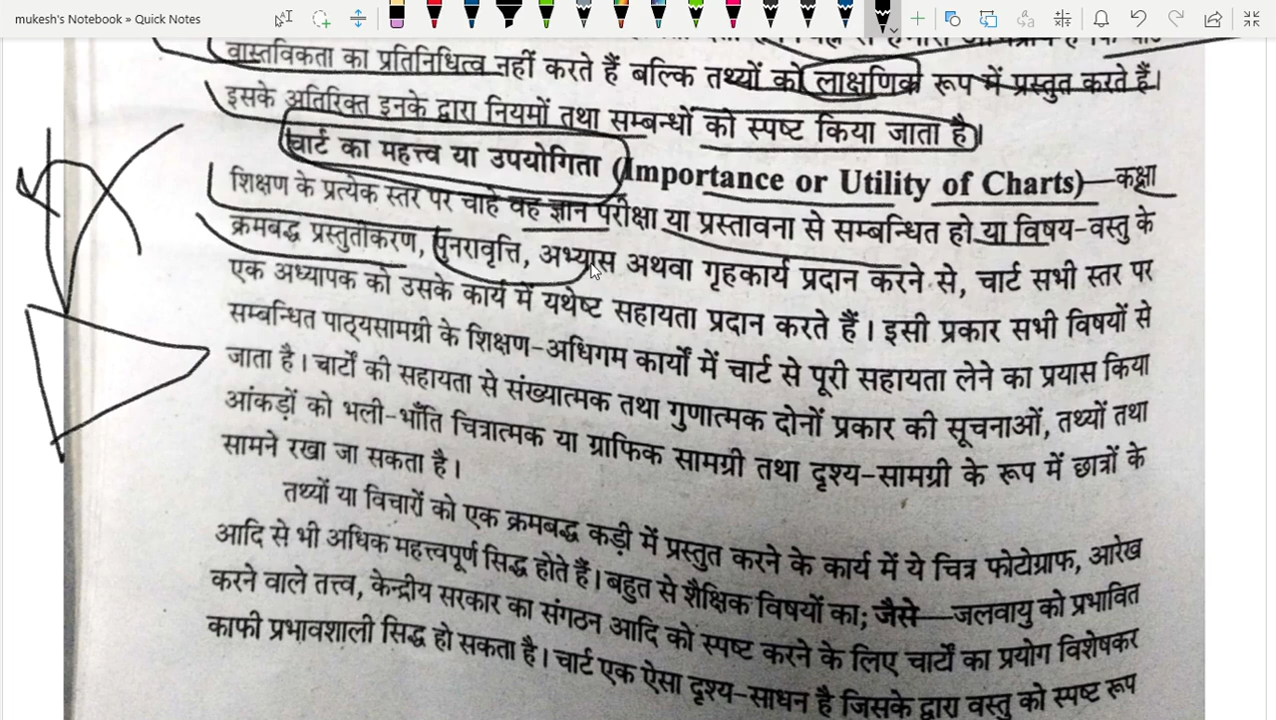 mukesh's Notebook » Quick Notes
वास्तविकता का प्रतिनिधित्व नहीं करते हैं बल्कि तथ्यों को लाक्षणिक रूप में प्रस्तुत करते हैं।
इसके अतिरिक्त इनके द्वारा नियमों तथा सम्बन्धों को स्पष्ट किया जाता है।
चार्ट का महत्त्व या उपयोगिता (Importance or Utility of Charts)—कक्षा
शिक्षण के प्रत्येक स्तर पर चाहे वह ज्ञान परीक्षा या प्रस्तावना से सम्बन्धित हो या विषय-वस्तु के
क्रमबद्ध प्रस्तुतीकरण, पुनरावृत्ति, अभ्यास अथवा गृहकार्य प्रदान करने से, चार्ट सभी स्तर पर
एक अध्यापक को उसके कार्य में यथेष्ट सहायता प्रदान करते हैं। इसी प्रकार सभी विषयों से
सम्बन्धित पाठ्यसामग्री के शिक्षण-अधिगम कार्यों में चार्ट से पूरी सहायता लेने का प्रयास किया
जाता है। चार्टों की सहायता से संख्यात्मक तथा गुणात्मक दोनों प्रकार की सूचनाओं, तथ्यों तथा
आंकड़ों को भली-भाँति चित्रात्मक या ग्राफिक सामग्री तथा दृश्य-सामग्री के रूप में छात्रों के
सामने रखा जा सकता है।
तथ्यों या विचारों को एक क्रमबद्ध कड़ी में प्रस्तुत करने के कार्य में ये चित्र फोटोग्राफ, आरेख
आदि से भी अधिक महत्त्वपूर्ण सिद्ध होते हैं। बहुत से शैक्षिक विषयों का; जैसे—जलवायु को प्रभावित
करने वाले तत्त्व, केन्द्रीय सरकार का संगठन आदि को स्पष्ट करने के लिए चार्टों का प्रयोग विशेषकर
काफी प्रभावशाली सिद्ध हो सकता है। चार्ट एक ऐसा दृश्य-साधन है जिसके द्वारा वस्तु को स्पष्ट रूप